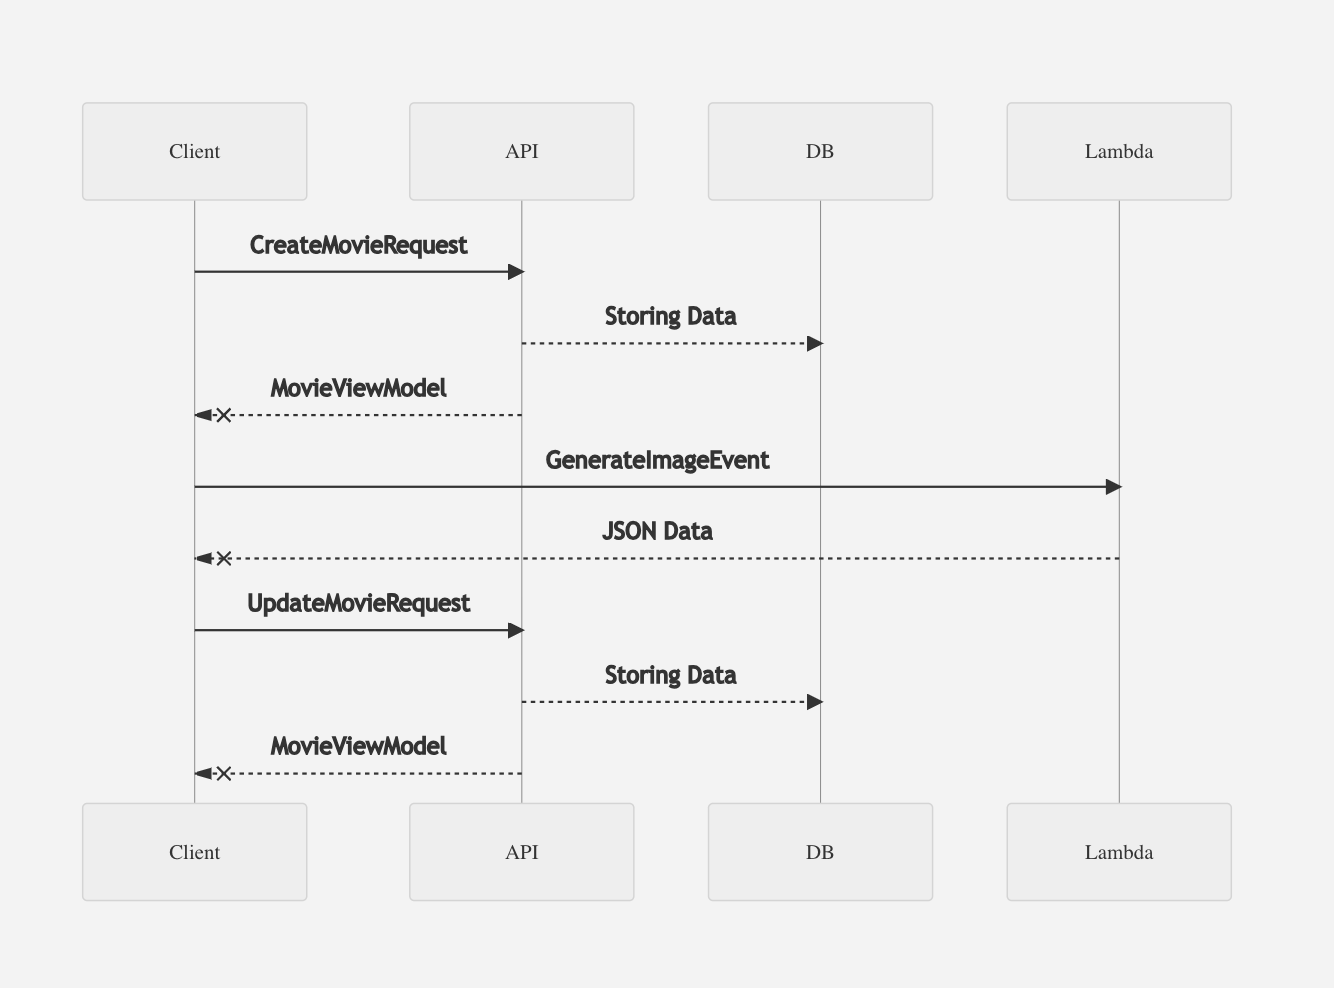 Client
API
DB
Lambda
CreateMovieRequest
Storing Data
MovieViewModel
GenerateImageEvent
JSON Data
UpdateMovieRequest
Storing Data
MovieViewModel
Client
API
DB
Lambda